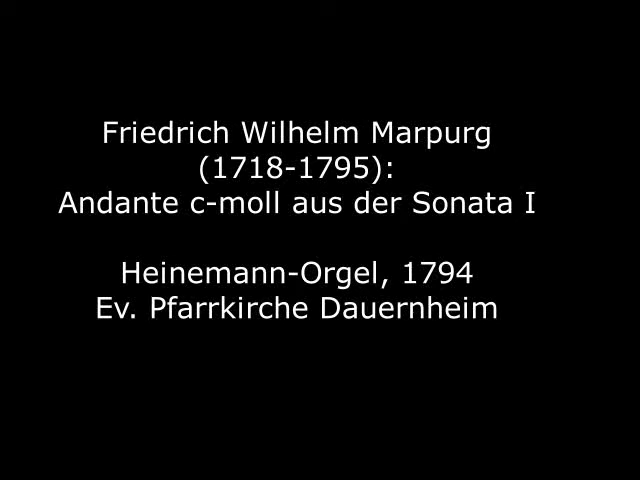 Friedrich Wilhelm Marpurg
(1718-1795):
Andante c-moll aus der Sonata I
Heinemann-Orgel, 1794
Ev. Pfarrkirche Dauernheim